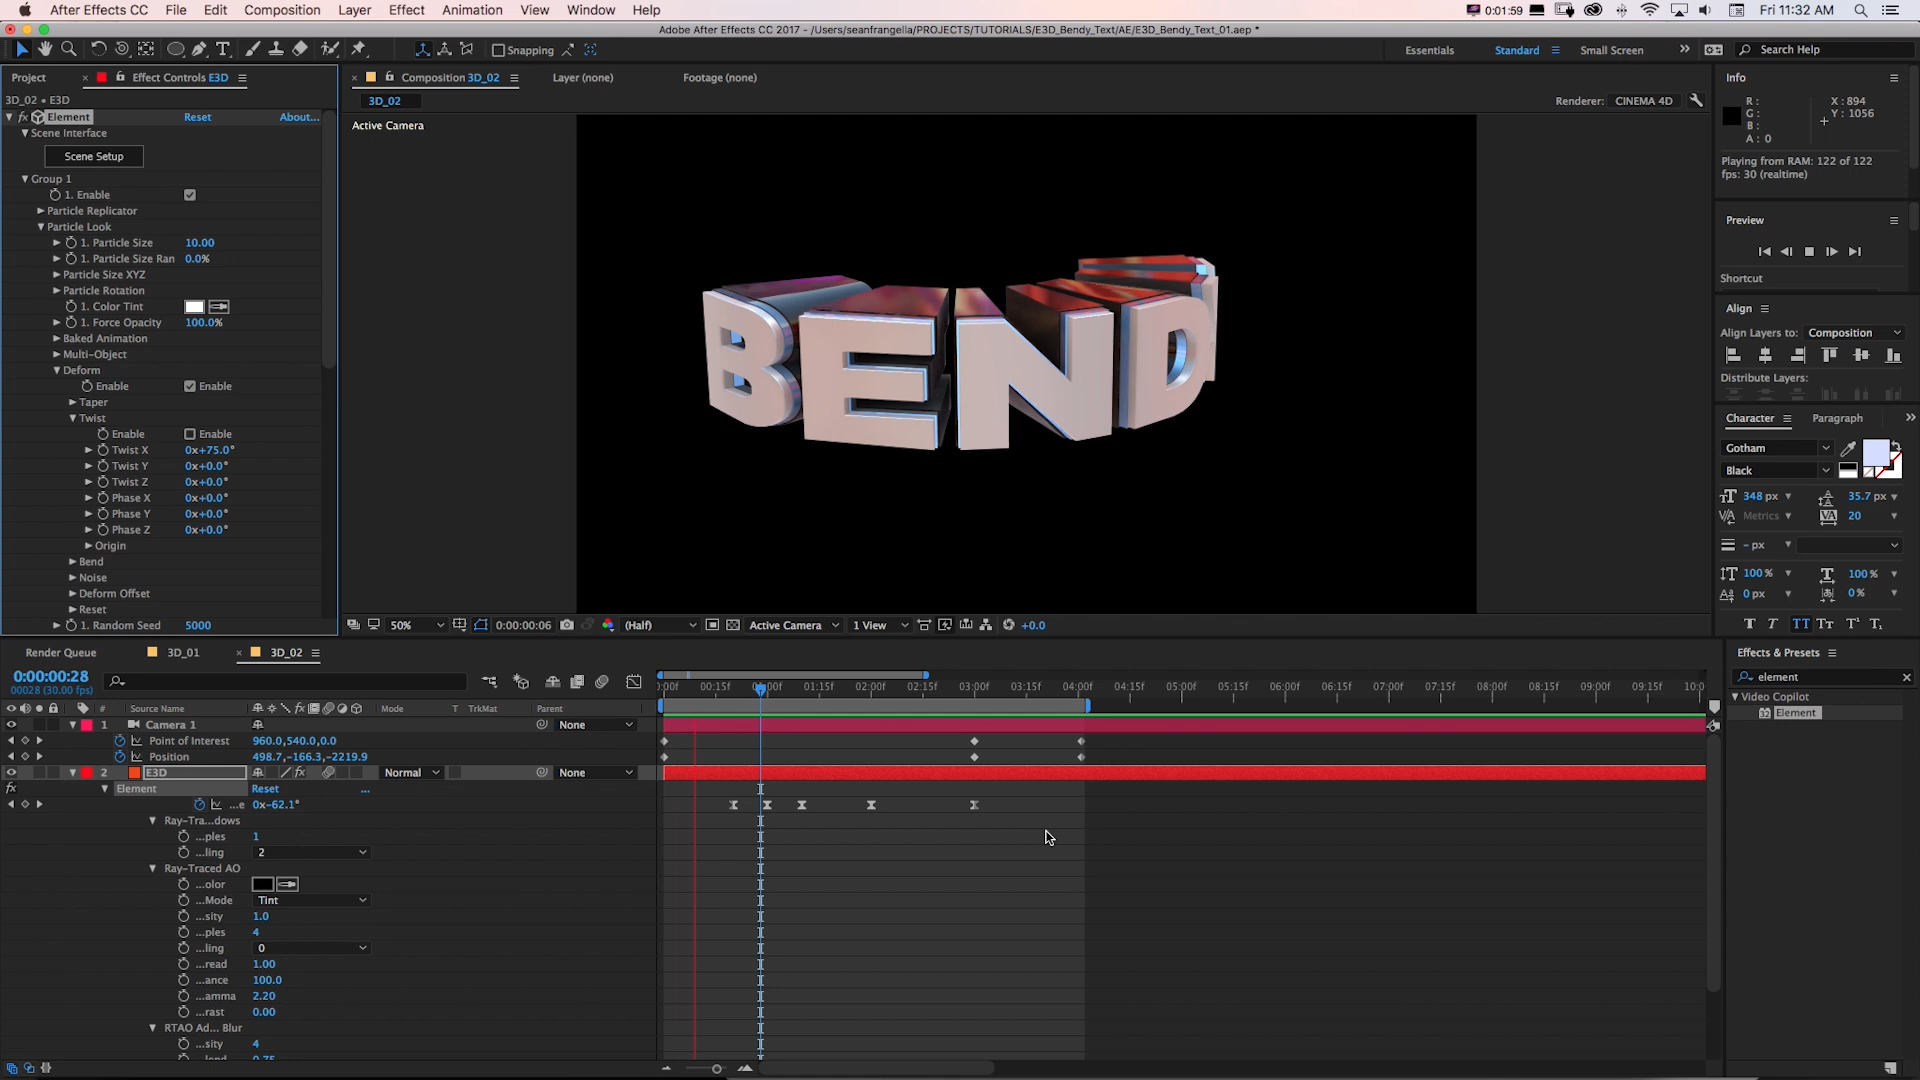 After Effects CC File Edit Composition Layer Effect Animation View Window Help 0:01:59 Fri 11:32 AM
Adobe After Effects CC 2017 - /Users/seanfrangella/PROJECTS/TUTORIALS/E3D_Bendy_Text/AE/E3D_Bendy_Text_01.aep *
Snapping Essentials Standard Small Screen Search Help
Project Effect Controls E3D Composition 3D_02 Layer (none) Footage (none) Info
3D_02 • E3D 3D_02 Renderer: CINEMA 4D
R: X: 894
G: Y: 1056
B:
A: 0
Playing from RAM: 122 of 122
fps: 30 (realtime)
fx Element Reset About...
Scene Interface
Scene Setup
Group 1
1. Enable
Particle Replicator
Particle Look
1. Particle Size 10.00
1. Particle Size Ran 0.0%
Particle Size XYZ
Particle Rotation
1. Color Tint
1. Force Opacity 100.0%
Baked Animation
Multi-Object
Deform
Enable Enable
Taper
Twist
Enable Enable
Twist X 0x+75.0°
Twist Y 0x+0.0°
Twist Z 0x+0.0°
Phase X 0x+0.0°
Phase Y 0x+0.0°
Phase Z 0x+0.0°
Origin
Bend
Noise
Deform Offset
Reset
1. Random Seed 5000
Active Camera
BEND
50% 0:00:00:06 (Half) Active Camera 1 View +0.0
Preview
Shortcut
Align
Align Layers to: Composition
Distribute Layers:
Character Paragraph
Gotham
Black
348 px 35.7 px
Metrics 20
- px
100 % 100 %
0 px 0 %
T T TT Tt T¹ T₁
Render Queue 3D_01 3D_02
0:00:00:28
00028 (30.00 fps)
:00f 00:15f 00f 01:15f 02:00f 02:15f 03:00f 03:15f 04:00f 04:15f 05:00f 05:15f 06:00f 06:15f 07:00f 07:15f 08:00f 08:15f 09:00f 09:15f 10:0
# Source Name Mode T TrkMat Parent
1 Camera 1 None
Point of Interest 960.0,540.0,0.0
Position 498.7,-166.3,-2219.9
2 E3D Normal None
fx Element Reset ...
...e 0x-62.1°
Ray-Tra...dows
...ples 1
...ling 2
Ray-Traced AO
...olor
...Mode Tint
...sity 1.0
...ples 4
...ling 0
...read 1.00
...ance 100.0
...amma 2.20
...rast 0.00
RTAO Ad... Blur
...sity 4
Effects & Presets
element
Video Copilot
32 Element